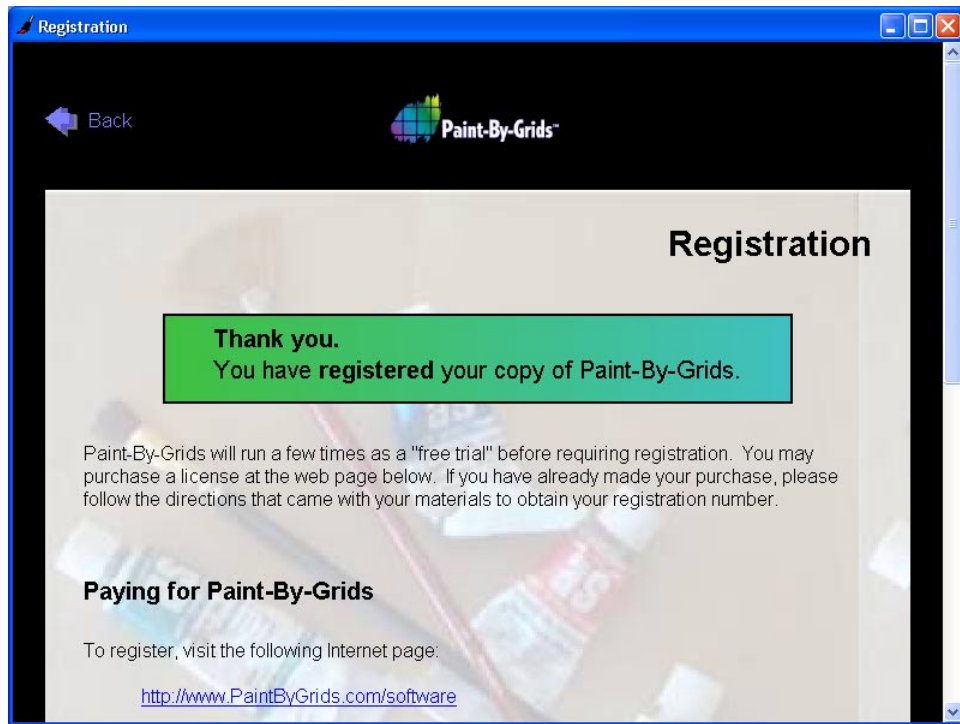 Registration
Back
Paint-By-Grids™
Registration
Thank you.
You have registered your copy of Paint-By-Grids.
Paint-By-Grids will run a few times as a "free trial" before requiring registration. You may
purchase a license at the web page below. If you have already made your purchase, please
follow the directions that came with your materials to obtain your registration number.
Paying for Paint-By-Grids
To register, visit the following Internet page:
http://www.PaintByGrids.com/software